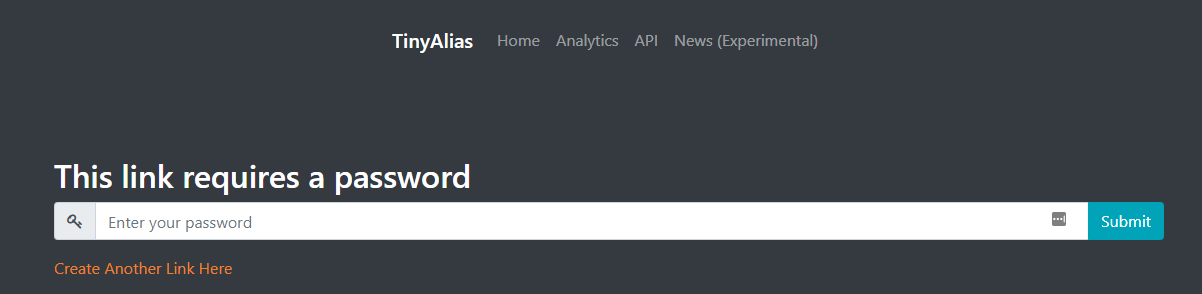 TinyAlias Home Analytics API News (Experimental)
This link requires a password
Enter your password Submit
Create Another Link Here